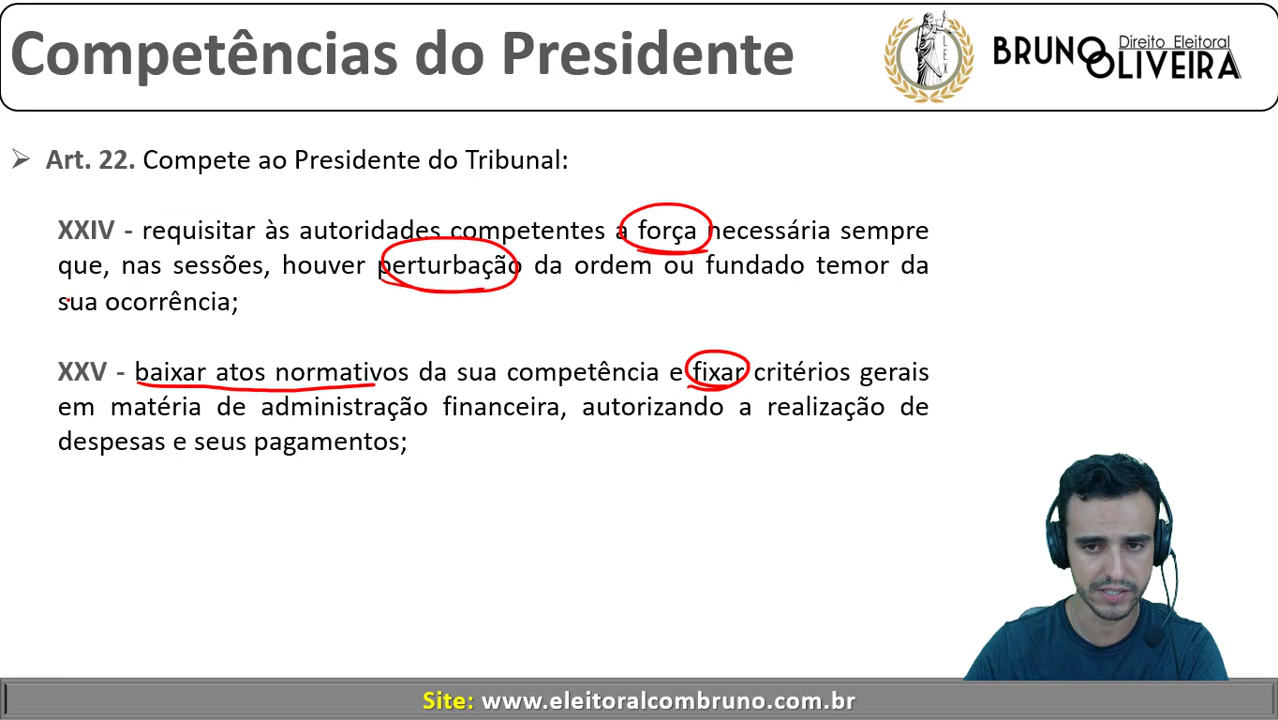 Competências do Presidente
BRUNO Direito Eleitoral
OLIVEIRA
LEX
➢ Art. 22. Compete ao Presidente do Tribunal:
XXIV - requisitar às autoridades competentes a força necessária sempre
que, nas sessões, houver perturbação da ordem ou fundado temor da
sua ocorrência;
XXV - baixar atos normativos da sua competência e fixar critérios gerais
em matéria de administração financeira, autorizando a realização de
despesas e seus pagamentos;
Site: www.eleitoralcombruno.com.br